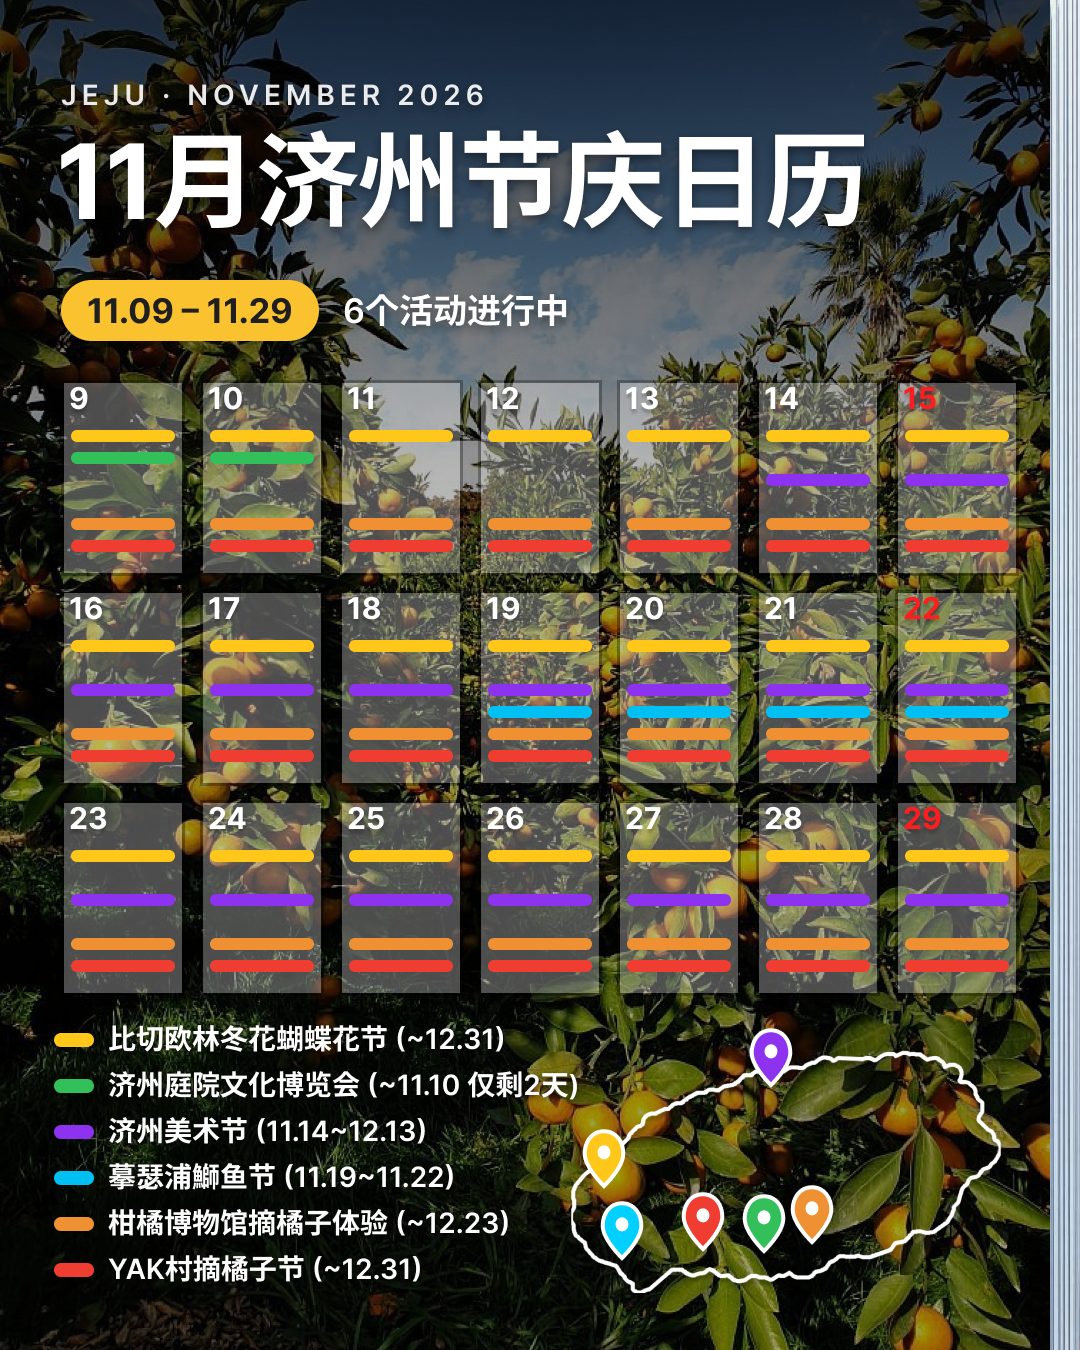 JEJU · NOVEMBER 2026
11月济州节庆日历
11.09 – 11.29 6个活动进行中
9 10 11 12 13 14 15
16 17 18 19 20 21 22
23 24 25 26 27 28 29
比切欧林冬花蝴蝶花节 (~12.31)
济州庭院文化博览会 (~11.10 仅剩2天)
济州美术节 (11.14~12.13)
摹瑟浦鰤鱼节 (11.19~11.22)
柑橘博物馆摘橘子体验 (~12.23)
YAK村摘橘子节 (~12.31)